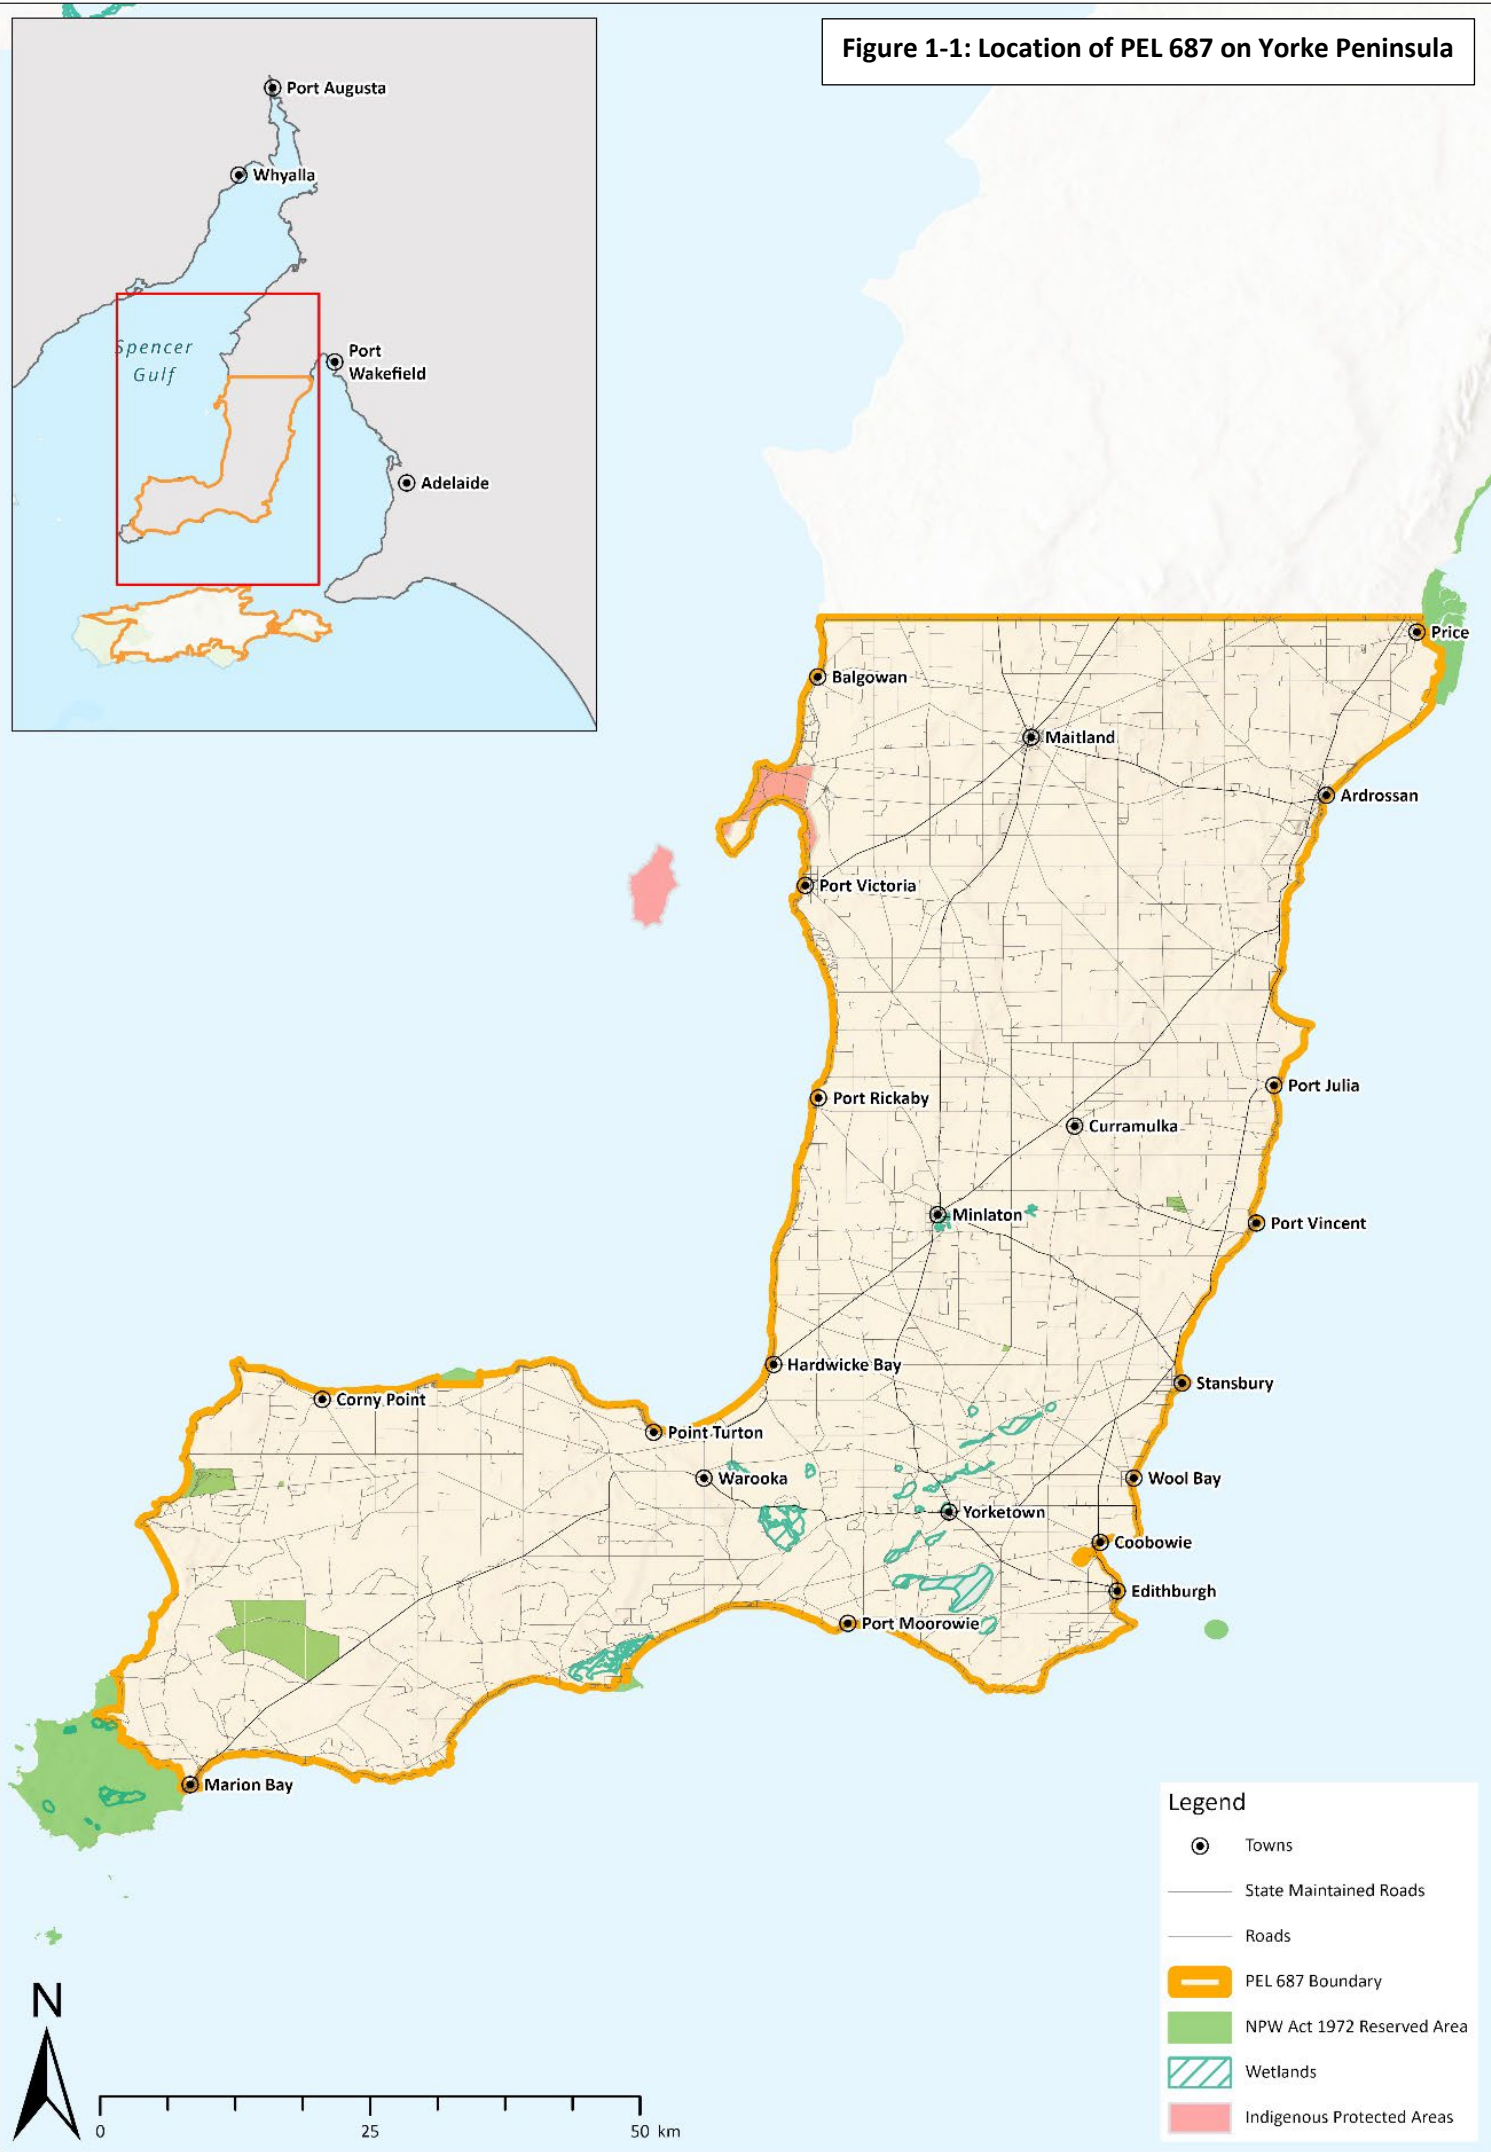 Figure 1-1: Location of PEL 687 on Yorke Peninsula
Port Augusta
Whyalla
Spencer
Gulf
Port
Wakefield
Adelaide
Price
Balgowan
Maitland
Ardrossan
Port Victoria
Port Julia
Port Rickaby
Curramulka
Minlaton
Port Vincent
Hardwicke Bay
Stansbury
Corny Point
Point Turton
Warooka
Wool Bay
Yorketown
Coobowie
Edithburgh
Port Moorowie
Marion Bay
Legend
Towns
State Maintained Roads
Roads
PEL 687 Boundary
NPW Act 1972 Reserved Area
Wetlands
Indigenous Protected Areas
N
0 25 50 km